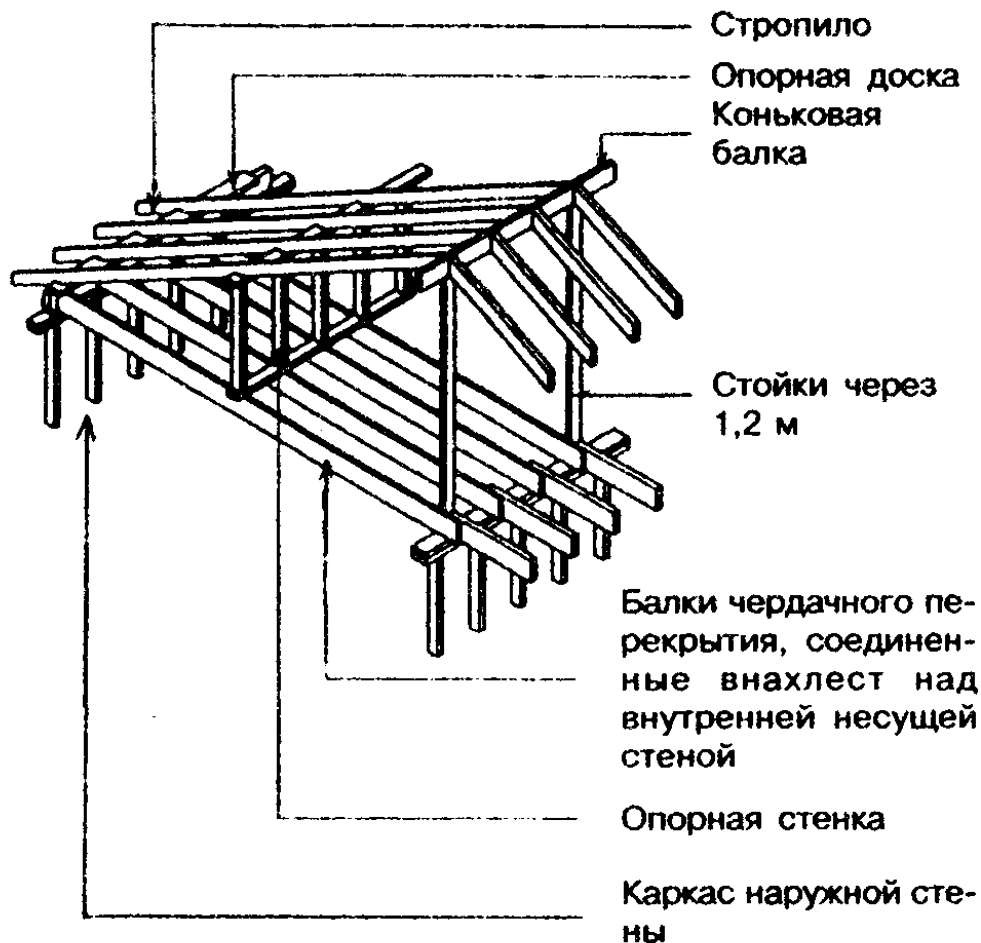 Стропило
Опорная доска
Коньковая
балка
Стойки через
1,2 м
Балки чердачного пе-
рекрытия, соединен-
ные внахлест над
внутренней несущей
стеной
Опорная стенка
Каркас наружной сте-
ны